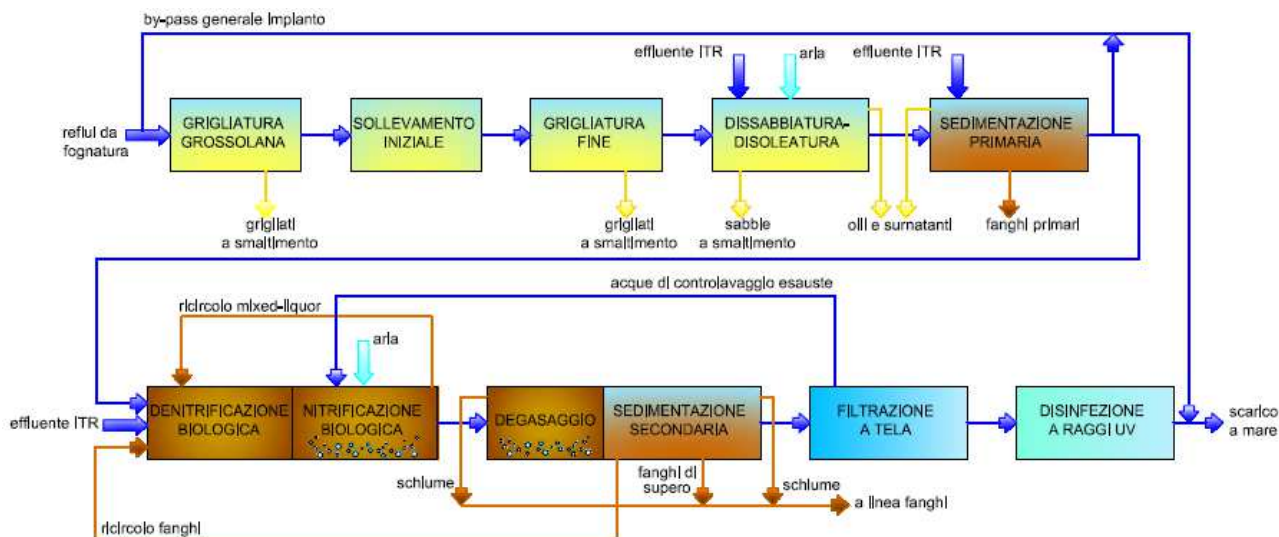 by-pass generale impianto
effluente ITR
aria
effluente ITR
reflui da
fognatura
GRIGLIATURA
GROSSOLANA
SOLLEVAMENTO
INIZIALE
GRIGLIATURA
FINE
DISSABBIATURA-
DISOLEATURA
SEDIMENTAZIONE
PRIMARIA
grigliati
a smaltimento
grigliati
a smaltimento
sabbie
a smaltimento
olii e surnatanti
fanghi primari
acque di controlavaggio esauste
ricircolo mixed-liquor
aria
effluente ITR
DENITRIFICAZIONE
BIOLOGICA
NITRIFICAZIONE
BIOLOGICA
DEGASAGGIO
SEDIMENTAZIONE
SECONDARIA
FILTRAZIONE
A TELA
DISINFEZIONE
A RAGGI UV
scarico
a mare
schiume
fanghi di
supero
schiume
a linea fanghi
ricircolo fanghi